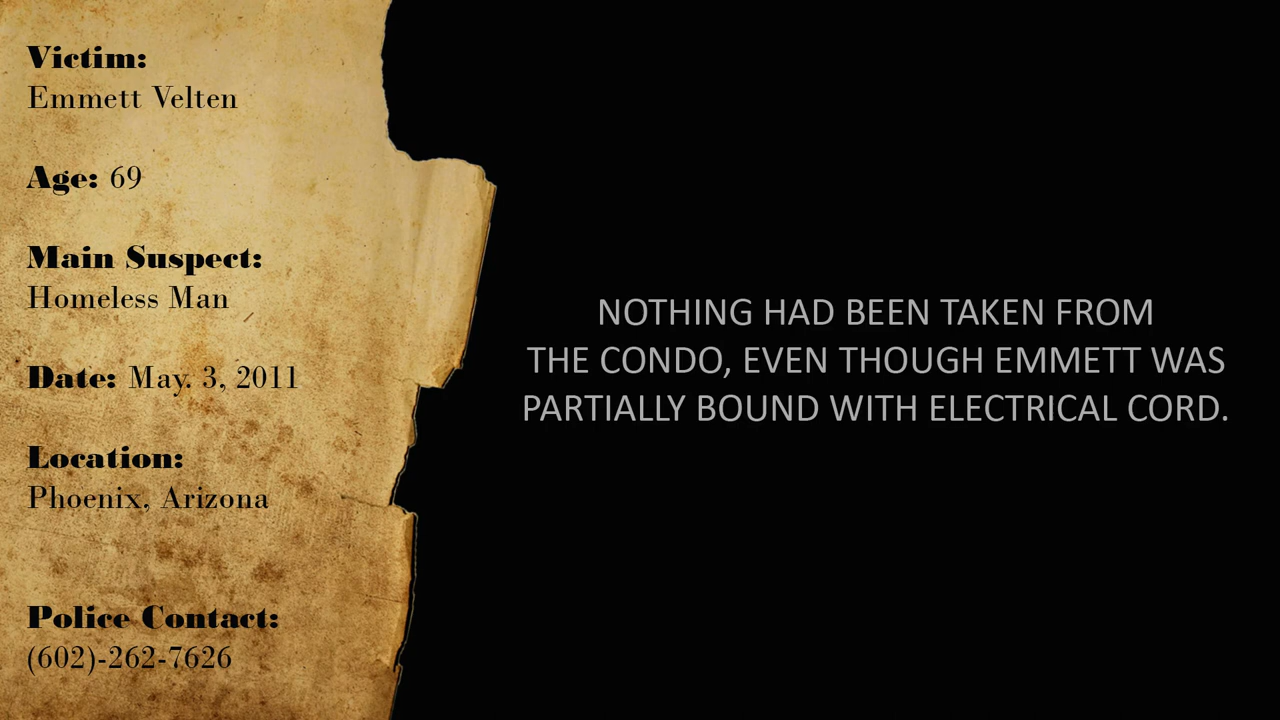 Victim:
Emmett Velten
Age: 69
Main Suspect:
Homeless Man
Date: May. 3, 2011
Location:
Phoenix, Arizona
Police Contact:
(602)-262-7626
NOTHING HAD BEEN TAKEN FROM
THE CONDO, EVEN THOUGH EMMETT WAS
PARTIALLY BOUND WITH ELECTRICAL CORD.